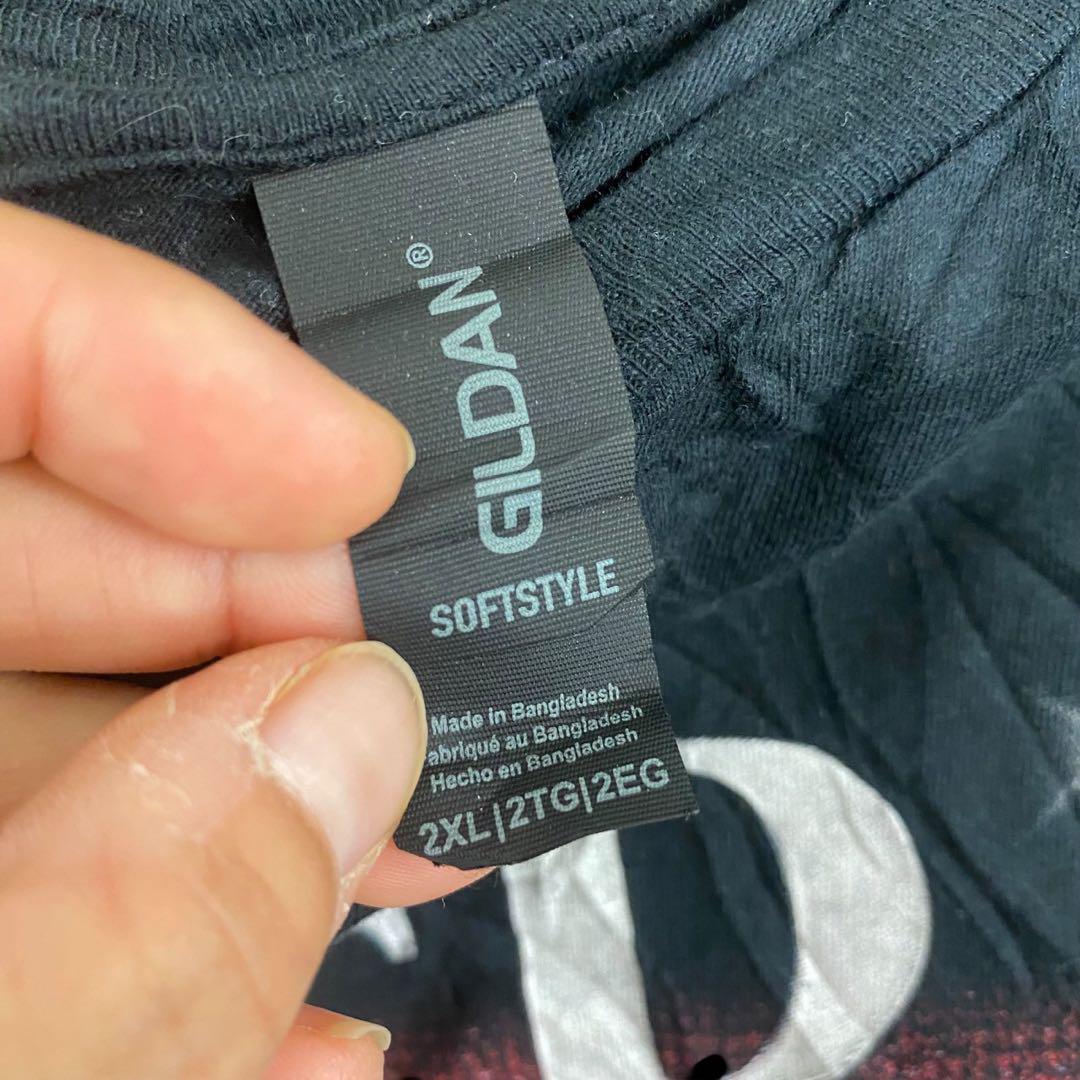 GILDAN®
SOFTSTYLE
Made in Bangladesh
abriqué au Bangladesh
Hecho en Bangladesh
2XL|2TG|2EG